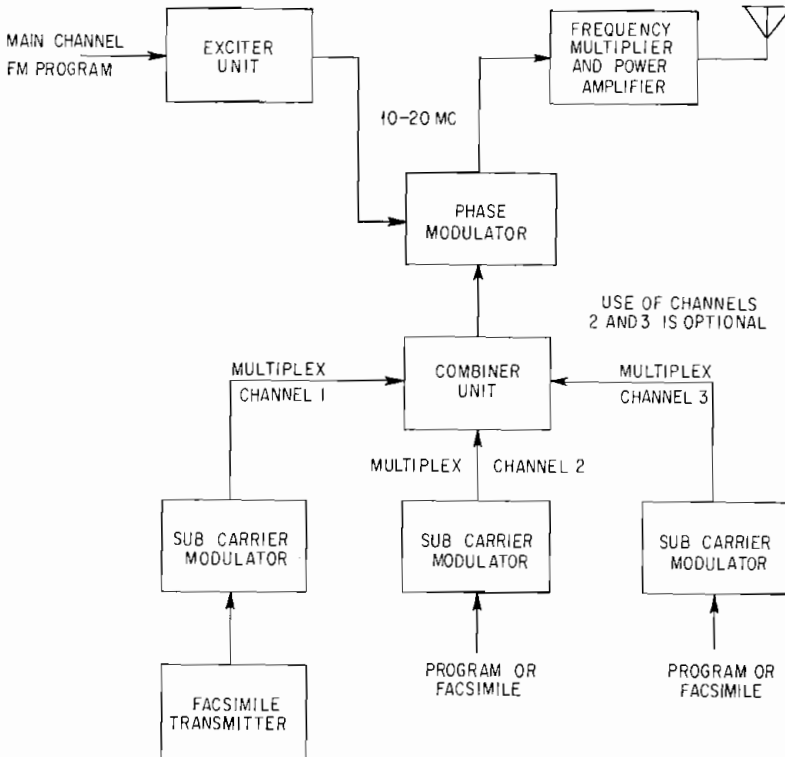 MAIN CHANNEL
FM PROGRAM
EXCITER
UNIT
FREQUENCY
MULTIPLIER
AND POWER
AMPLIFIER
10-20 MC
PHASE
MODULATOR
USE OF CHANNELS
2 AND 3 IS OPTIONAL
MULTIPLEX
CHANNEL 1
COMBINER
UNIT
MULTIPLEX
CHANNEL 3
MULTIPLEX CHANNEL 2
SUB CARRIER
MODULATOR
SUB CARRIER
MODULATOR
SUB CARRIER
MODULATOR
FACSIMILE
TRANSMITTER
PROGRAM OR
FACSIMILE
PROGRAM OR
FACSIMILE